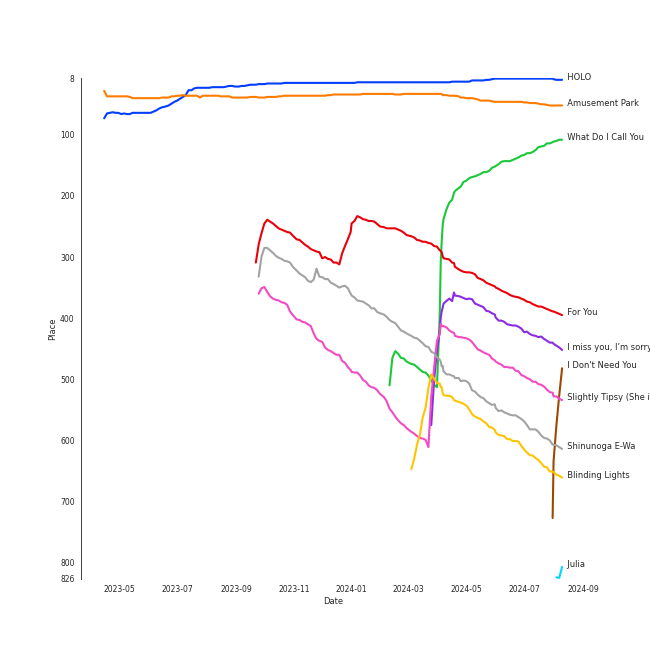 8
HOLO
Amusement Park
100
What Do I Call You
200
300
For You
400
I miss you, I'm sorry
I Don't Need You
500
Slightly Tipsy (She i
600
Shinunoga E-Wa
Blinding Lights
700
800
Julia
826
Place
2023-05 2023-07 2023-09 2023-11 2024-01 2024-03 2024-05 2024-07 2024-09
Date